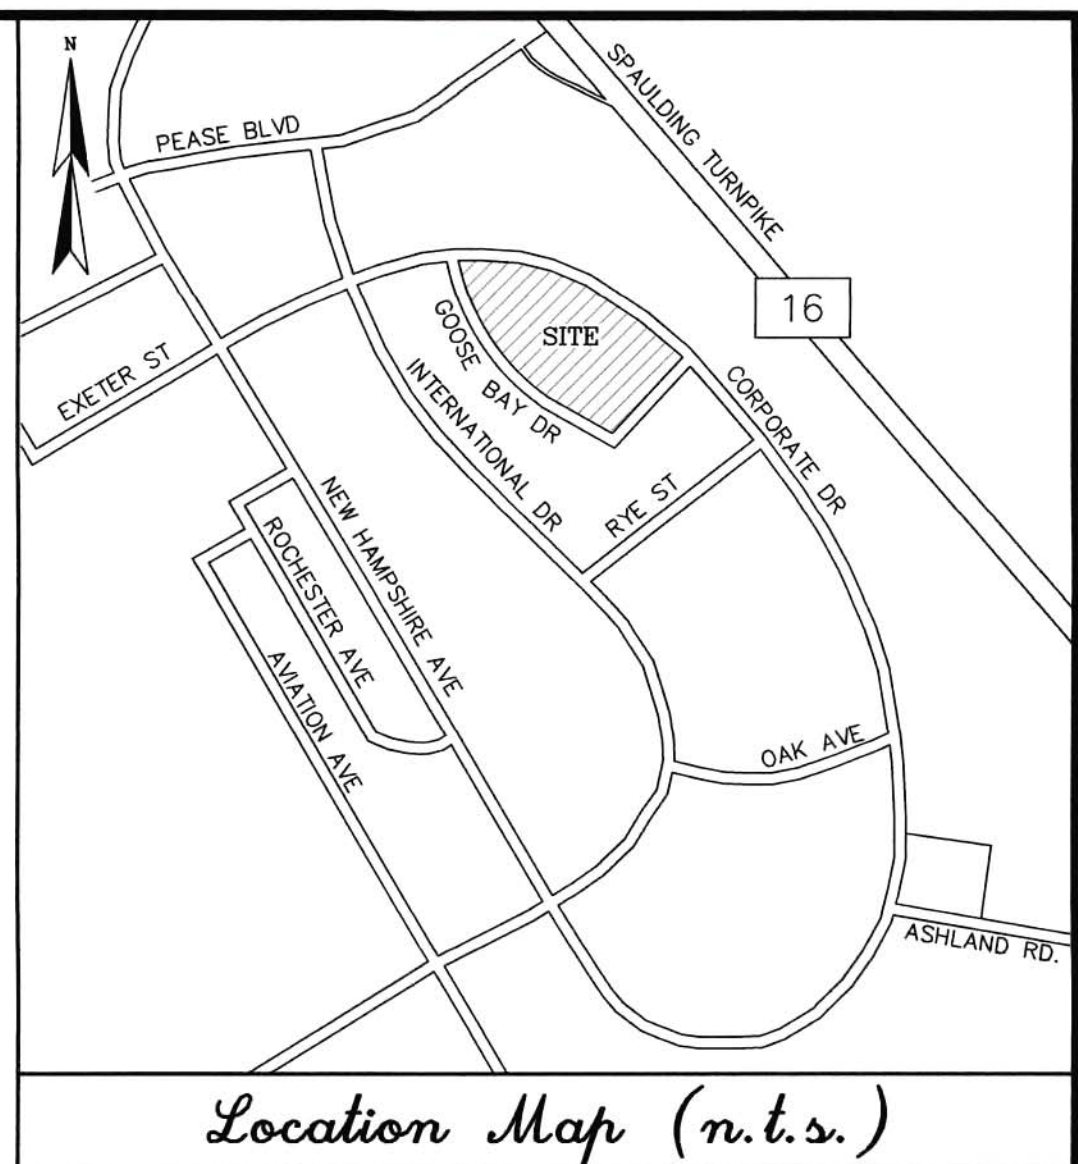 N
SPAULDING TURNPIKE
PEASE BLVD
16
GOOSE BAY DR
SITE
EXETER ST
INTERNATIONAL DR
CORPORATE DR
RYE ST
NEW HAMPSHIRE AVE
ROCHESTER AVE
AVIATION AVE
OAK AVE
ASHLAND RD.
Location Map (n.t.s.)